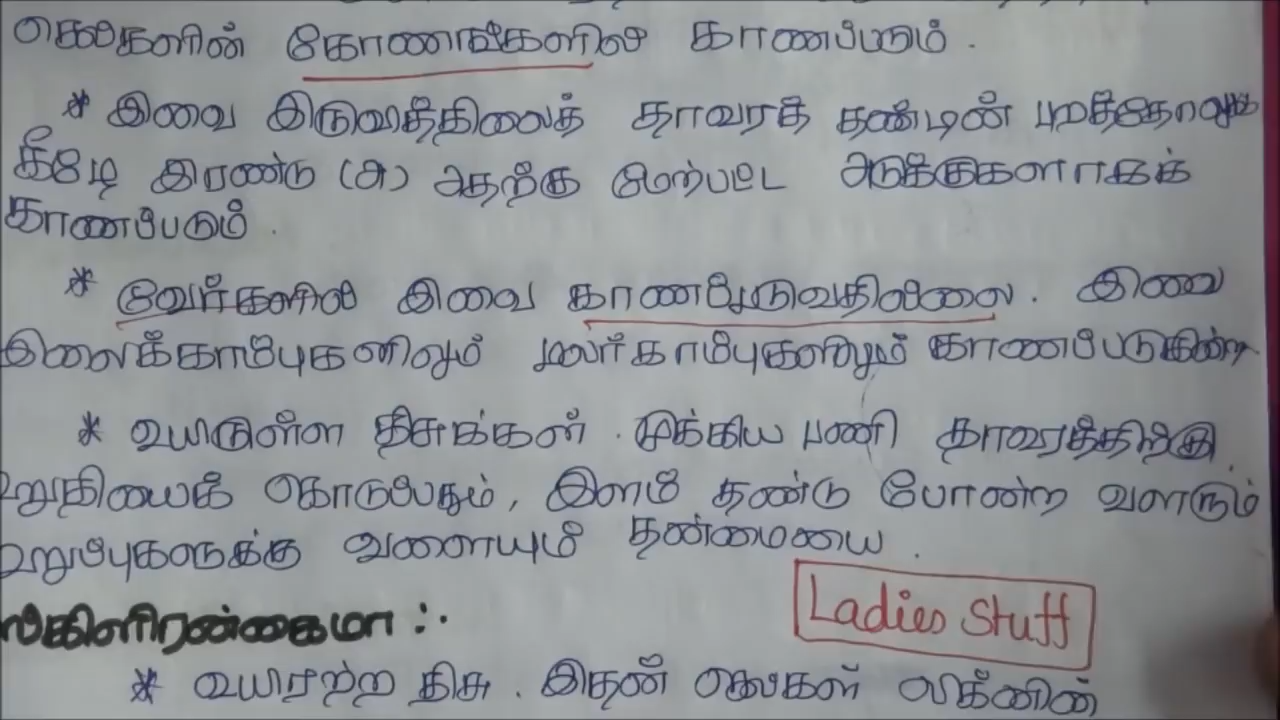 செல்களின் கோணங்களில் காணப்படும்.
* இவை இருவித்திலைத் தாவரத் தண்டின் புறத்தோலுக்கு
கீழே இரண்டு (அ) அதற்கு மேற்பட்ட அடுக்குகளாகக்
காணப்படும்.
* வேர்களில் இவை காணப்படுவதில்லை. இவை
இலைக்காம்புகளிலும் மலர்காம்புகளிலும் காணப்படுகின்ற
* உயிருள்ள திசுக்கள். முக்கிய பணி தாவரத்திற்கு
உறுதியைக் கொடுப்பதும், இளம் தண்டு போன்ற வளரும்
உறுப்புகளுக்கு வளையும் தண்மையை.
Ladies Stuff
ஸ்கிளிரன்கைமா :.
* உயிரற்ற திசு. இதன் செல்கள் லிக்னின்